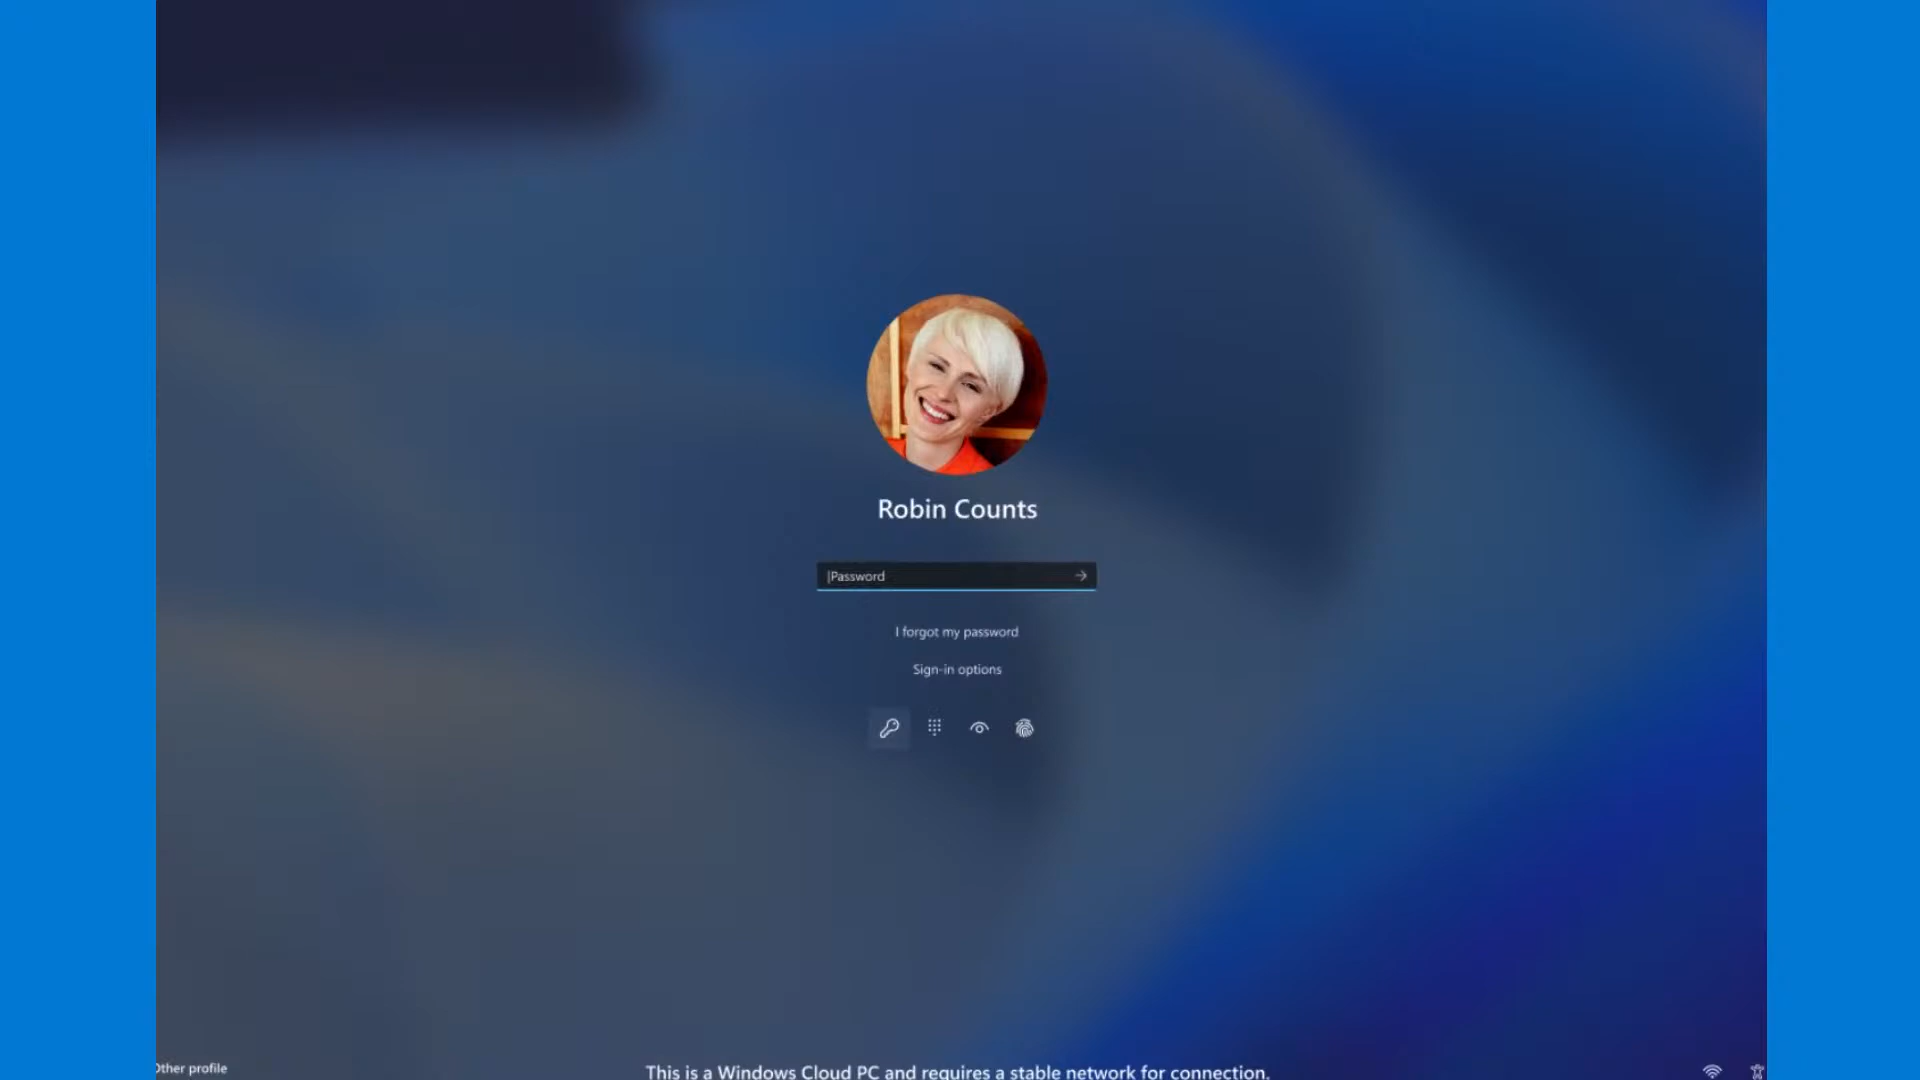 Robin Counts
Password
I forgot my password
Sign-in options
Other profile
This is a Windows Cloud PC and requires a stable network for connection.